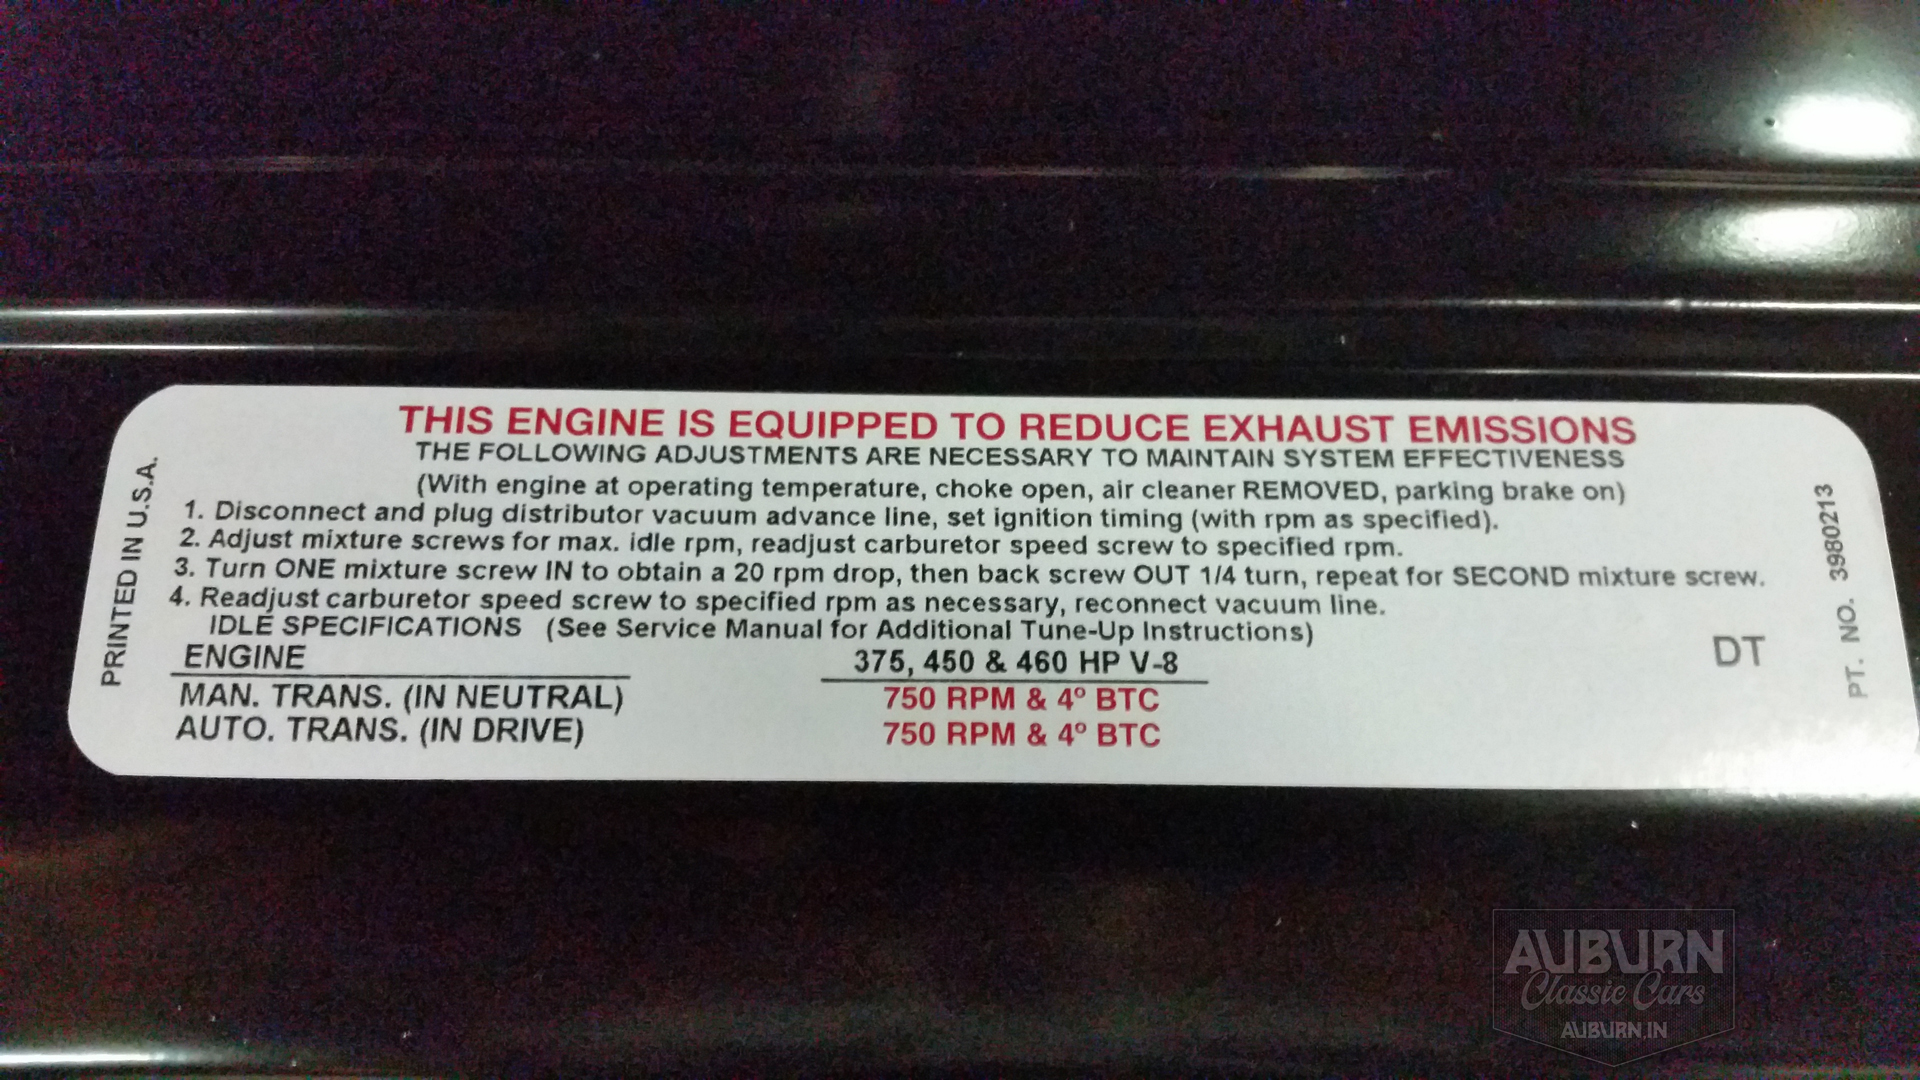 THIS ENGINE IS EQUIPPED TO REDUCE EXHAUST EMISSIONS
THE FOLLOWING ADJUSTMENTS ARE NECESSARY TO MAINTAIN SYSTEM EFFECTIVENESS
(With engine at operating temperature, choke open, air cleaner REMOVED, parking brake on)
1. Disconnect and plug distributor vacuum advance line, set ignition timing (with rpm as specified).
2. Adjust mixture screws for max. idle rpm, readjust carburetor speed screw to specified rpm.
3. Turn ONE mixture screw IN to obtain a 20 rpm drop, then back screw OUT 1/4 turn, repeat for SECOND mixture screw.
4. Readjust carburetor speed screw to specified rpm as necessary, reconnect vacuum line.
IDLE SPECIFICATIONS (See Service Manual for Additional Tune-Up Instructions)
ENGINE 375, 450 & 460 HP V-8
MAN. TRANS. (IN NEUTRAL) 750 RPM & 4º BTC
AUTO. TRANS. (IN DRIVE) 750 RPM & 4º BTC
DT
PRINTED IN U.S.A.
PT. NO. 3980213
AUBURN
Classic Cars
AUBURN.IN